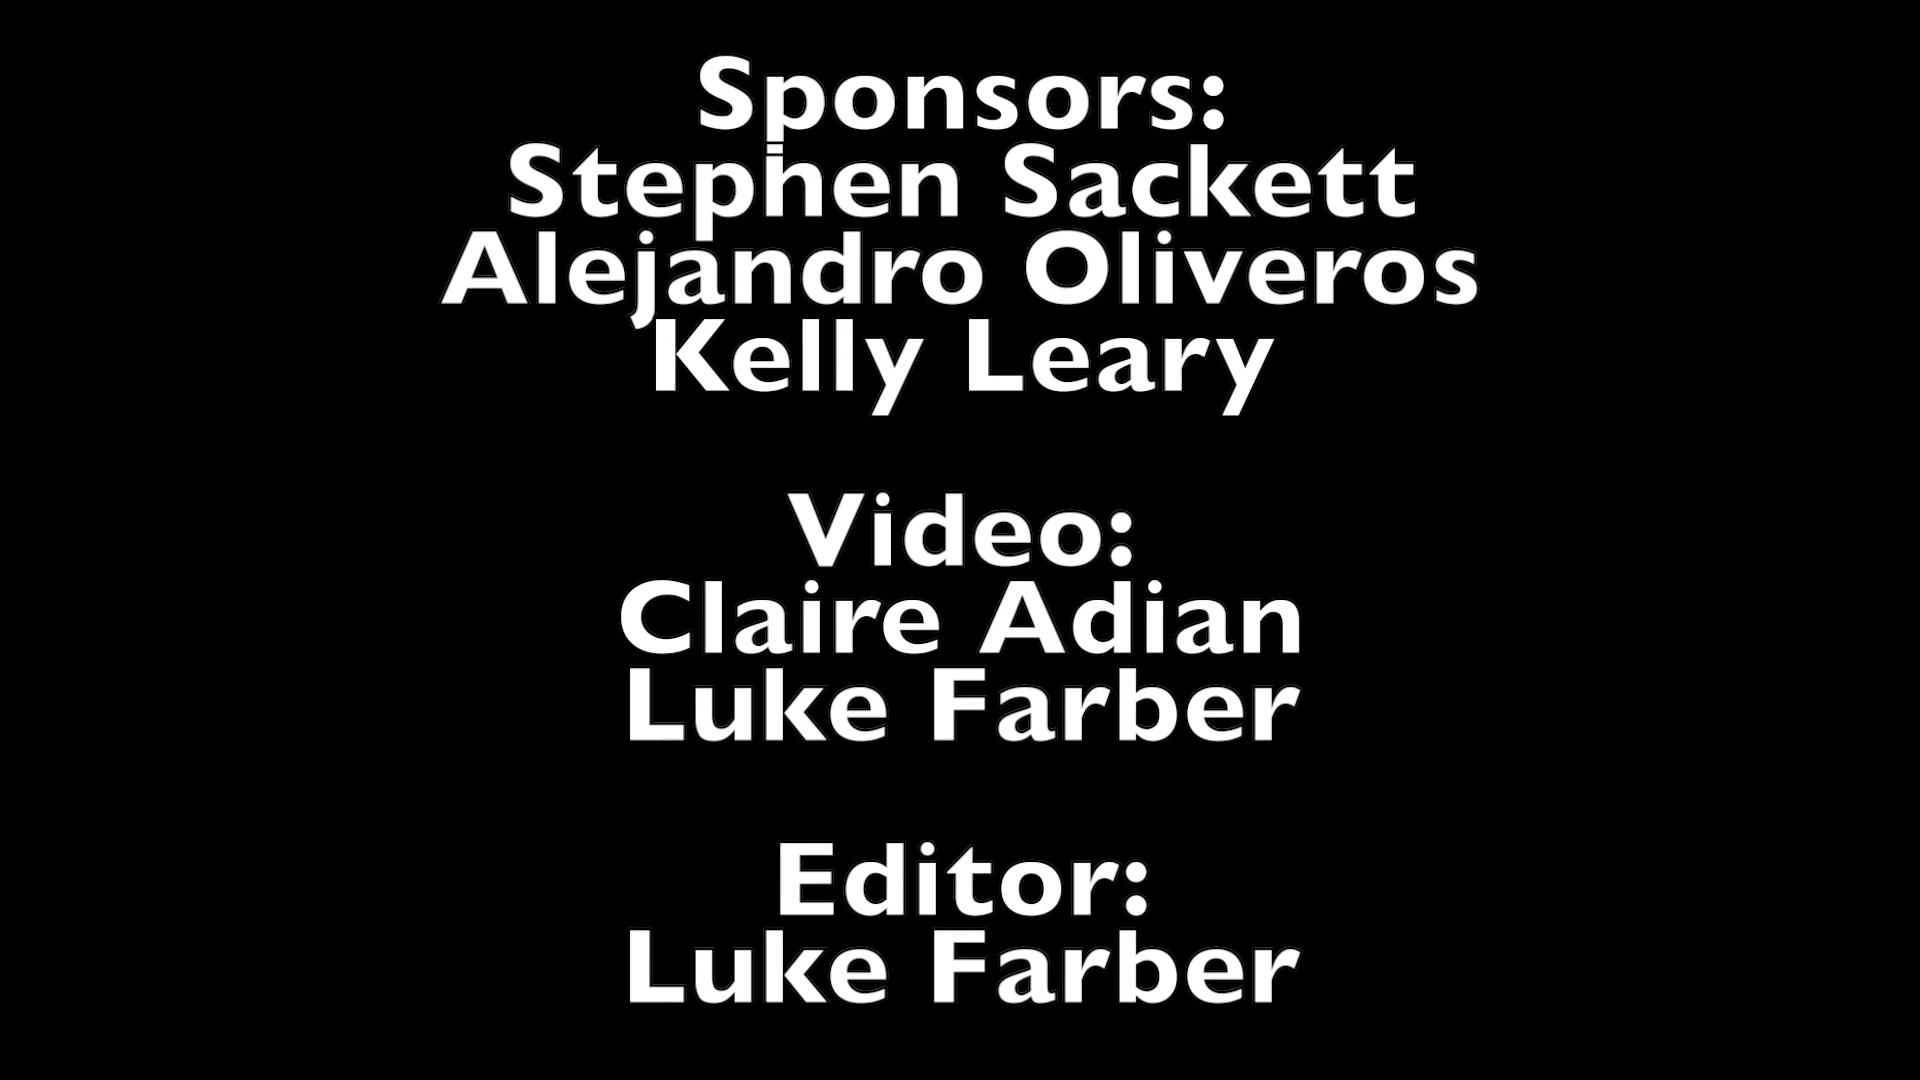 Sponsors:
Stephen Sackett
Alejandro Oliveros
Kelly Leary
Video:
Claire Adian
Luke Farber
Editor:
Luke Farber